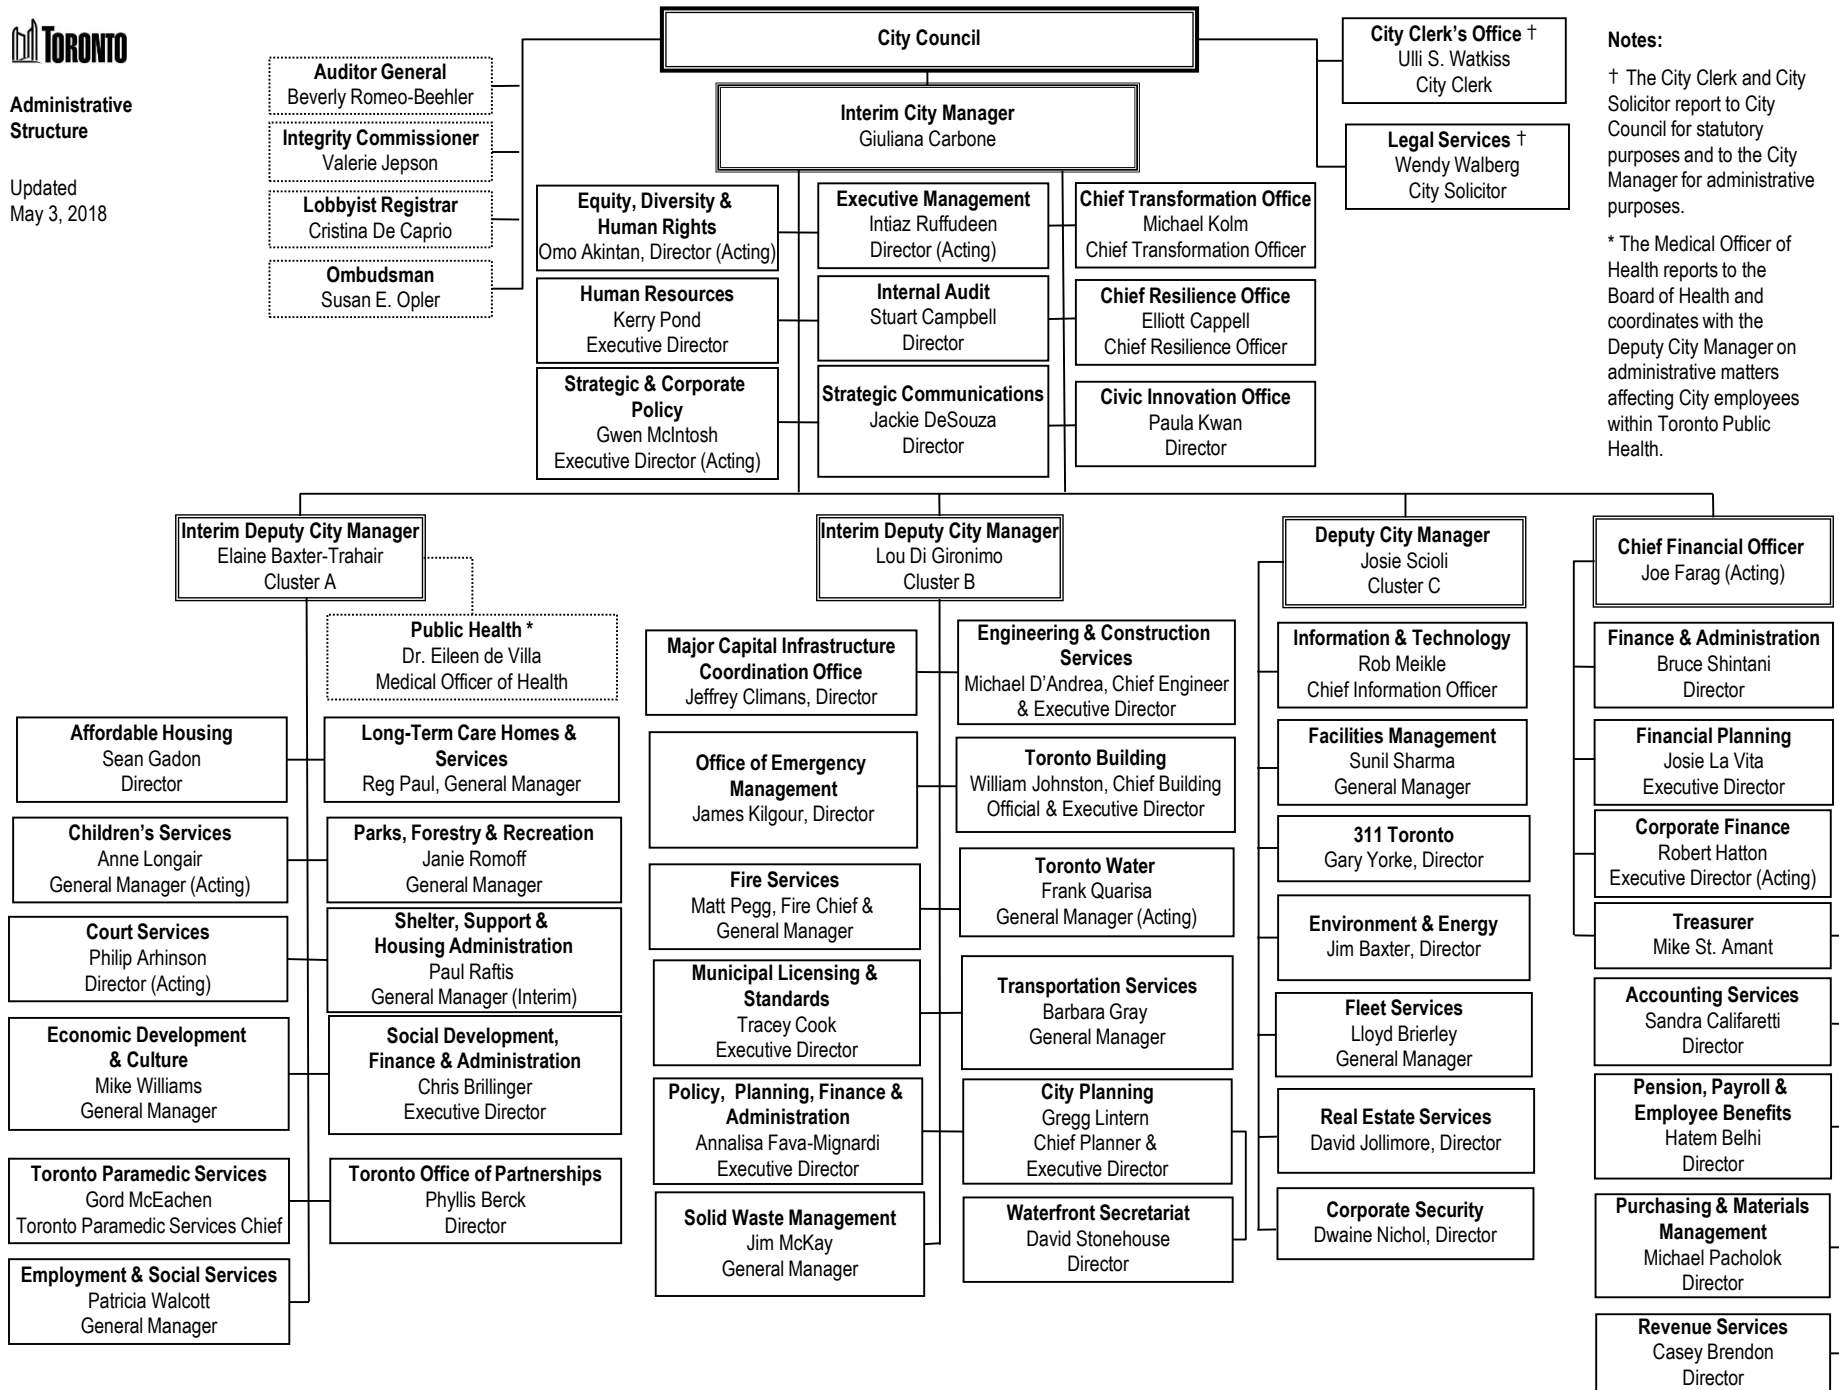 TORONTO
Administrative
Structure
Updated
May 3, 2018
City Council
Interim City Manager
Giuliana Carbone
Auditor General
Beverly Romeo-Beehler
Integrity Commissioner
Valerie Jepson
Lobbyist Registrar
Cristina De Caprio
Ombudsman
Susan E. Opler
City Clerk's Office †
Ulli S. Watkiss
City Clerk
Legal Services †
Wendy Walberg
City Solicitor
Notes:
† The City Clerk and City
Solicitor report to City
Council for statutory
purposes and to the City
Manager for administrative
purposes.
* The Medical Officer of
Health reports to the
Board of Health and
coordinates with the
Deputy City Manager on
administrative matters
affecting City employees
within Toronto Public
Health.
Equity, Diversity &
Human Rights
Omo Akintan, Director (Acting)
Executive Management
Intiaz Ruffudeen
Director (Acting)
Chief Transformation Office
Michael Kolm
Chief Transformation Officer
Human Resources
Kerry Pond
Executive Director
Internal Audit
Stuart Campbell
Director
Chief Resilience Office
Elliott Cappell
Chief Resilience Officer
Strategic & Corporate
Policy
Gwen McIntosh
Executive Director (Acting)
Strategic Communications
Jackie DeSouza
Director
Civic Innovation Office
Paula Kwan
Director
Interim Deputy City Manager
Elaine Baxter-Trahair
Cluster A
Public Health *
Dr. Eileen de Villa
Medical Officer of Health
Affordable Housing
Sean Gadon
Director
Long-Term Care Homes &
Services
Reg Paul, General Manager
Children's Services
Anne Longair
General Manager (Acting)
Parks, Forestry & Recreation
Janie Romoff
General Manager
Court Services
Philip Arhinson
Director (Acting)
Shelter, Support &
Housing Administration
Paul Raftis
General Manager (Interim)
Economic Development
& Culture
Mike Williams
General Manager
Social Development,
Finance & Administration
Chris Brillinger
Executive Director
Toronto Paramedic Services
Gord McEachen
Toronto Paramedic Services Chief
Toronto Office of Partnerships
Phyllis Berck
Director
Employment & Social Services
Patricia Walcott
General Manager
Interim Deputy City Manager
Lou Di Gironimo
Cluster B
Major Capital Infrastructure
Coordination Office
Jeffrey Climans, Director
Engineering & Construction
Services
Michael D'Andrea, Chief Engineer
& Executive Director
Office of Emergency
Management
James Kilgour, Director
Toronto Building
William Johnston, Chief Building
Official & Executive Director
Fire Services
Matt Pegg, Fire Chief &
General Manager
Toronto Water
Frank Quarisa
General Manager (Acting)
Municipal Licensing &
Standards
Tracey Cook
Executive Director
Transportation Services
Barbara Gray
General Manager
Policy, Planning, Finance &
Administration
Annalisa Fava-Mignardi
Executive Director
City Planning
Gregg Lintern
Chief Planner &
Executive Director
Solid Waste Management
Jim McKay
General Manager
Waterfront Secretariat
David Stonehouse
Director
Deputy City Manager
Josie Scioli
Cluster C
Information & Technology
Rob Meikle
Chief Information Officer
Facilities Management
Sunil Sharma
General Manager
311 Toronto
Gary Yorke, Director
Environment & Energy
Jim Baxter, Director
Fleet Services
Lloyd Brierley
General Manager
Real Estate Services
David Jollimore, Director
Corporate Security
Dwaine Nichol, Director
Chief Financial Officer
Joe Farag (Acting)
Finance & Administration
Bruce Shintani
Director
Financial Planning
Josie La Vita
Executive Director
Corporate Finance
Robert Hatton
Executive Director (Acting)
Treasurer
Mike St. Amant
Accounting Services
Sandra Califaretti
Director
Pension, Payroll &
Employee Benefits
Hatem Belhi
Director
Purchasing & Materials
Management
Michael Pacholok
Director
Revenue Services
Casey Brendon
Director